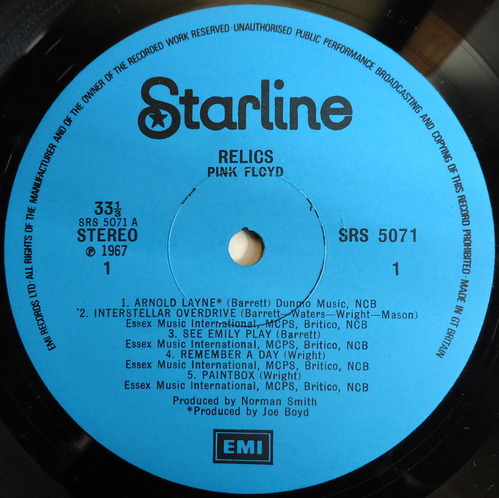 EMI RECORDS LTD · ALL RIGHTS OF THE MANUFACTURER AND OF THE OWNER OF THE RECORDED WORK RESERVED · UNAUTHORISED PUBLIC PERFORMANCE BROADCASTING AND COPYING OF THIS RECORD PROHIBITED · MADE IN GT BRITAIN
Starline
RELICS
PINK FLOYD
33⅓
SRS 5071 A
STEREO
℗ 1967
1
SRS 5071
1
1. ARNOLD LAYNE* (Barrett) Dunmo Music, NCB
*2. INTERSTELLAR OVERDRIVE (Barrett-Waters-Wright-Mason)
Essex Music International, MCPS, Britico, NCB
3. SEE EMILY PLAY (Barrett)
Essex Music International, MCPS, Britico, NCB
4. REMEMBER A DAY (Wright)
Essex Music International, MCPS, Britico, NCB
5. PAINTBOX (Wright)
Essex Music International, MCPS, Britico, NCB
Produced by Norman Smith
*Produced by Joe Boyd
EMI